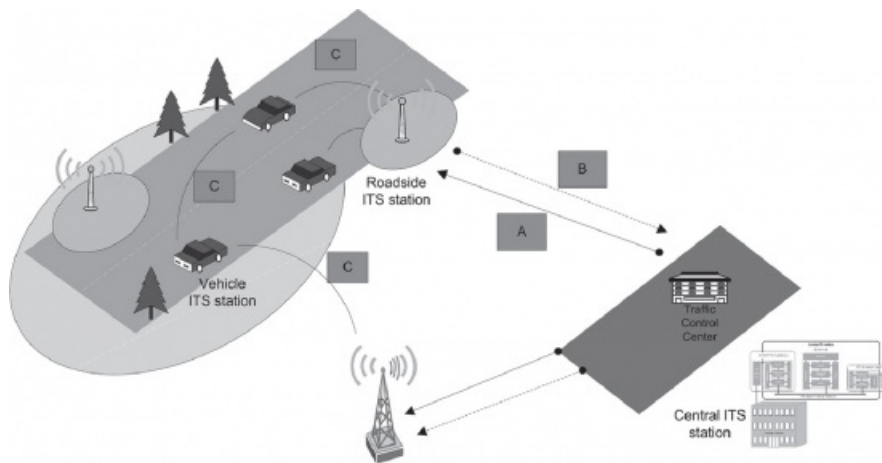 C
C
Roadside
ITS station
B
A
C
Vehicle
ITS station
Traffic
Control
Center
Central ITS
station